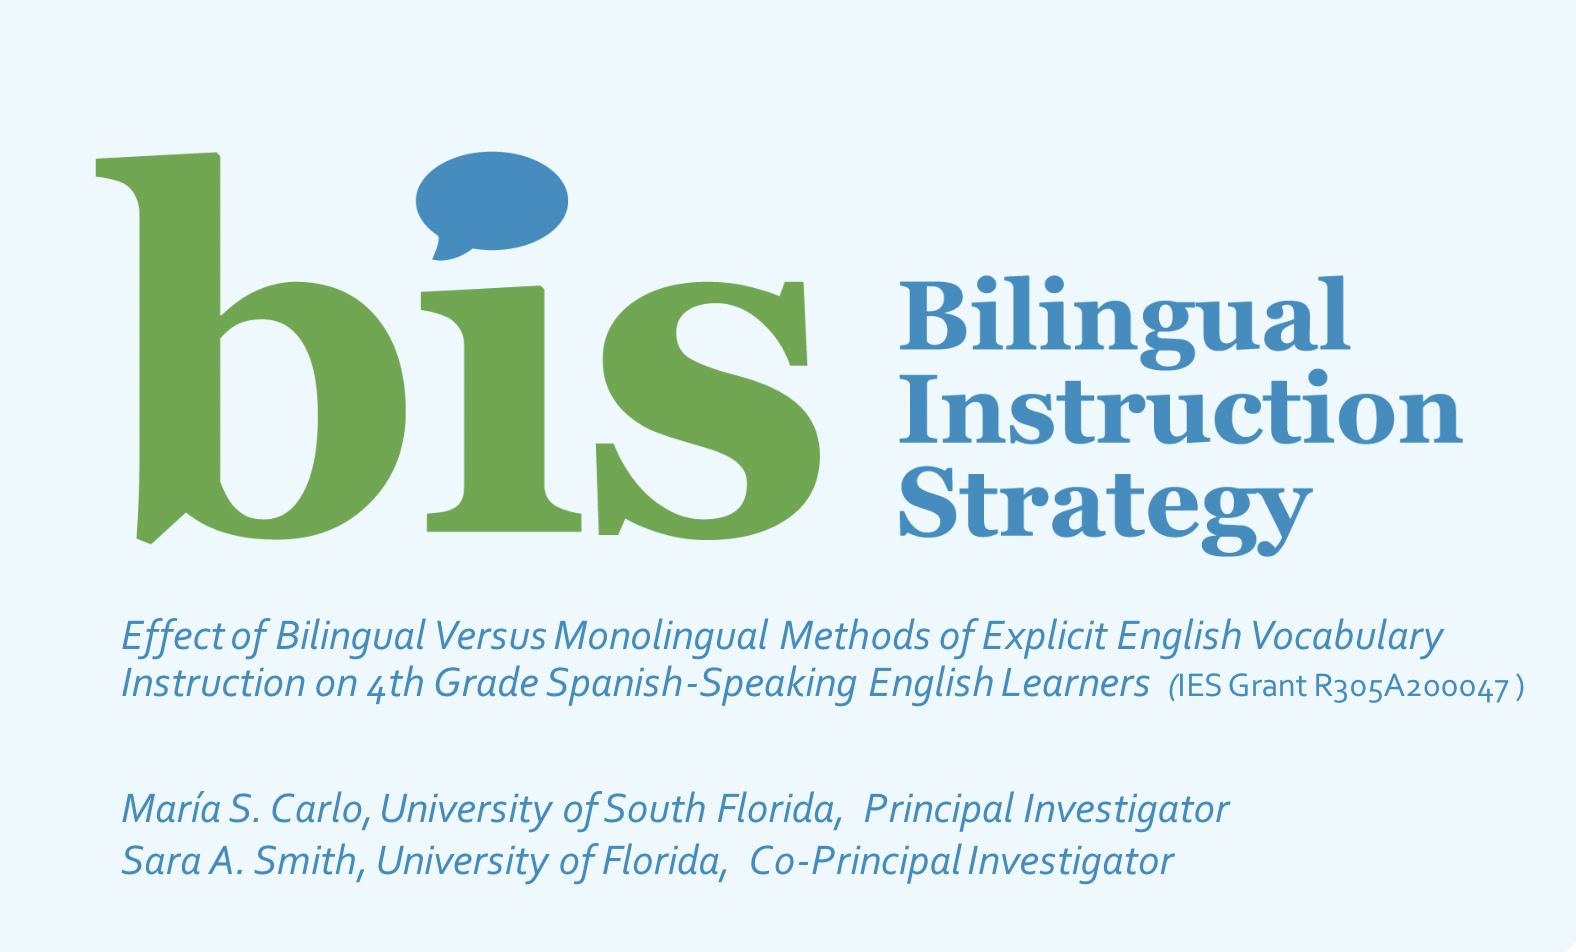 bis
Bilingual
Instruction
Strategy
Effect of Bilingual Versus Monolingual Methods of Explicit English Vocabulary
Instruction on 4th Grade Spanish-Speaking English Learners (IES Grant R305A200047 )
María S. Carlo, University of South Florida, Principal Investigator
Sara A. Smith, University of Florida, Co-Principal Investigator